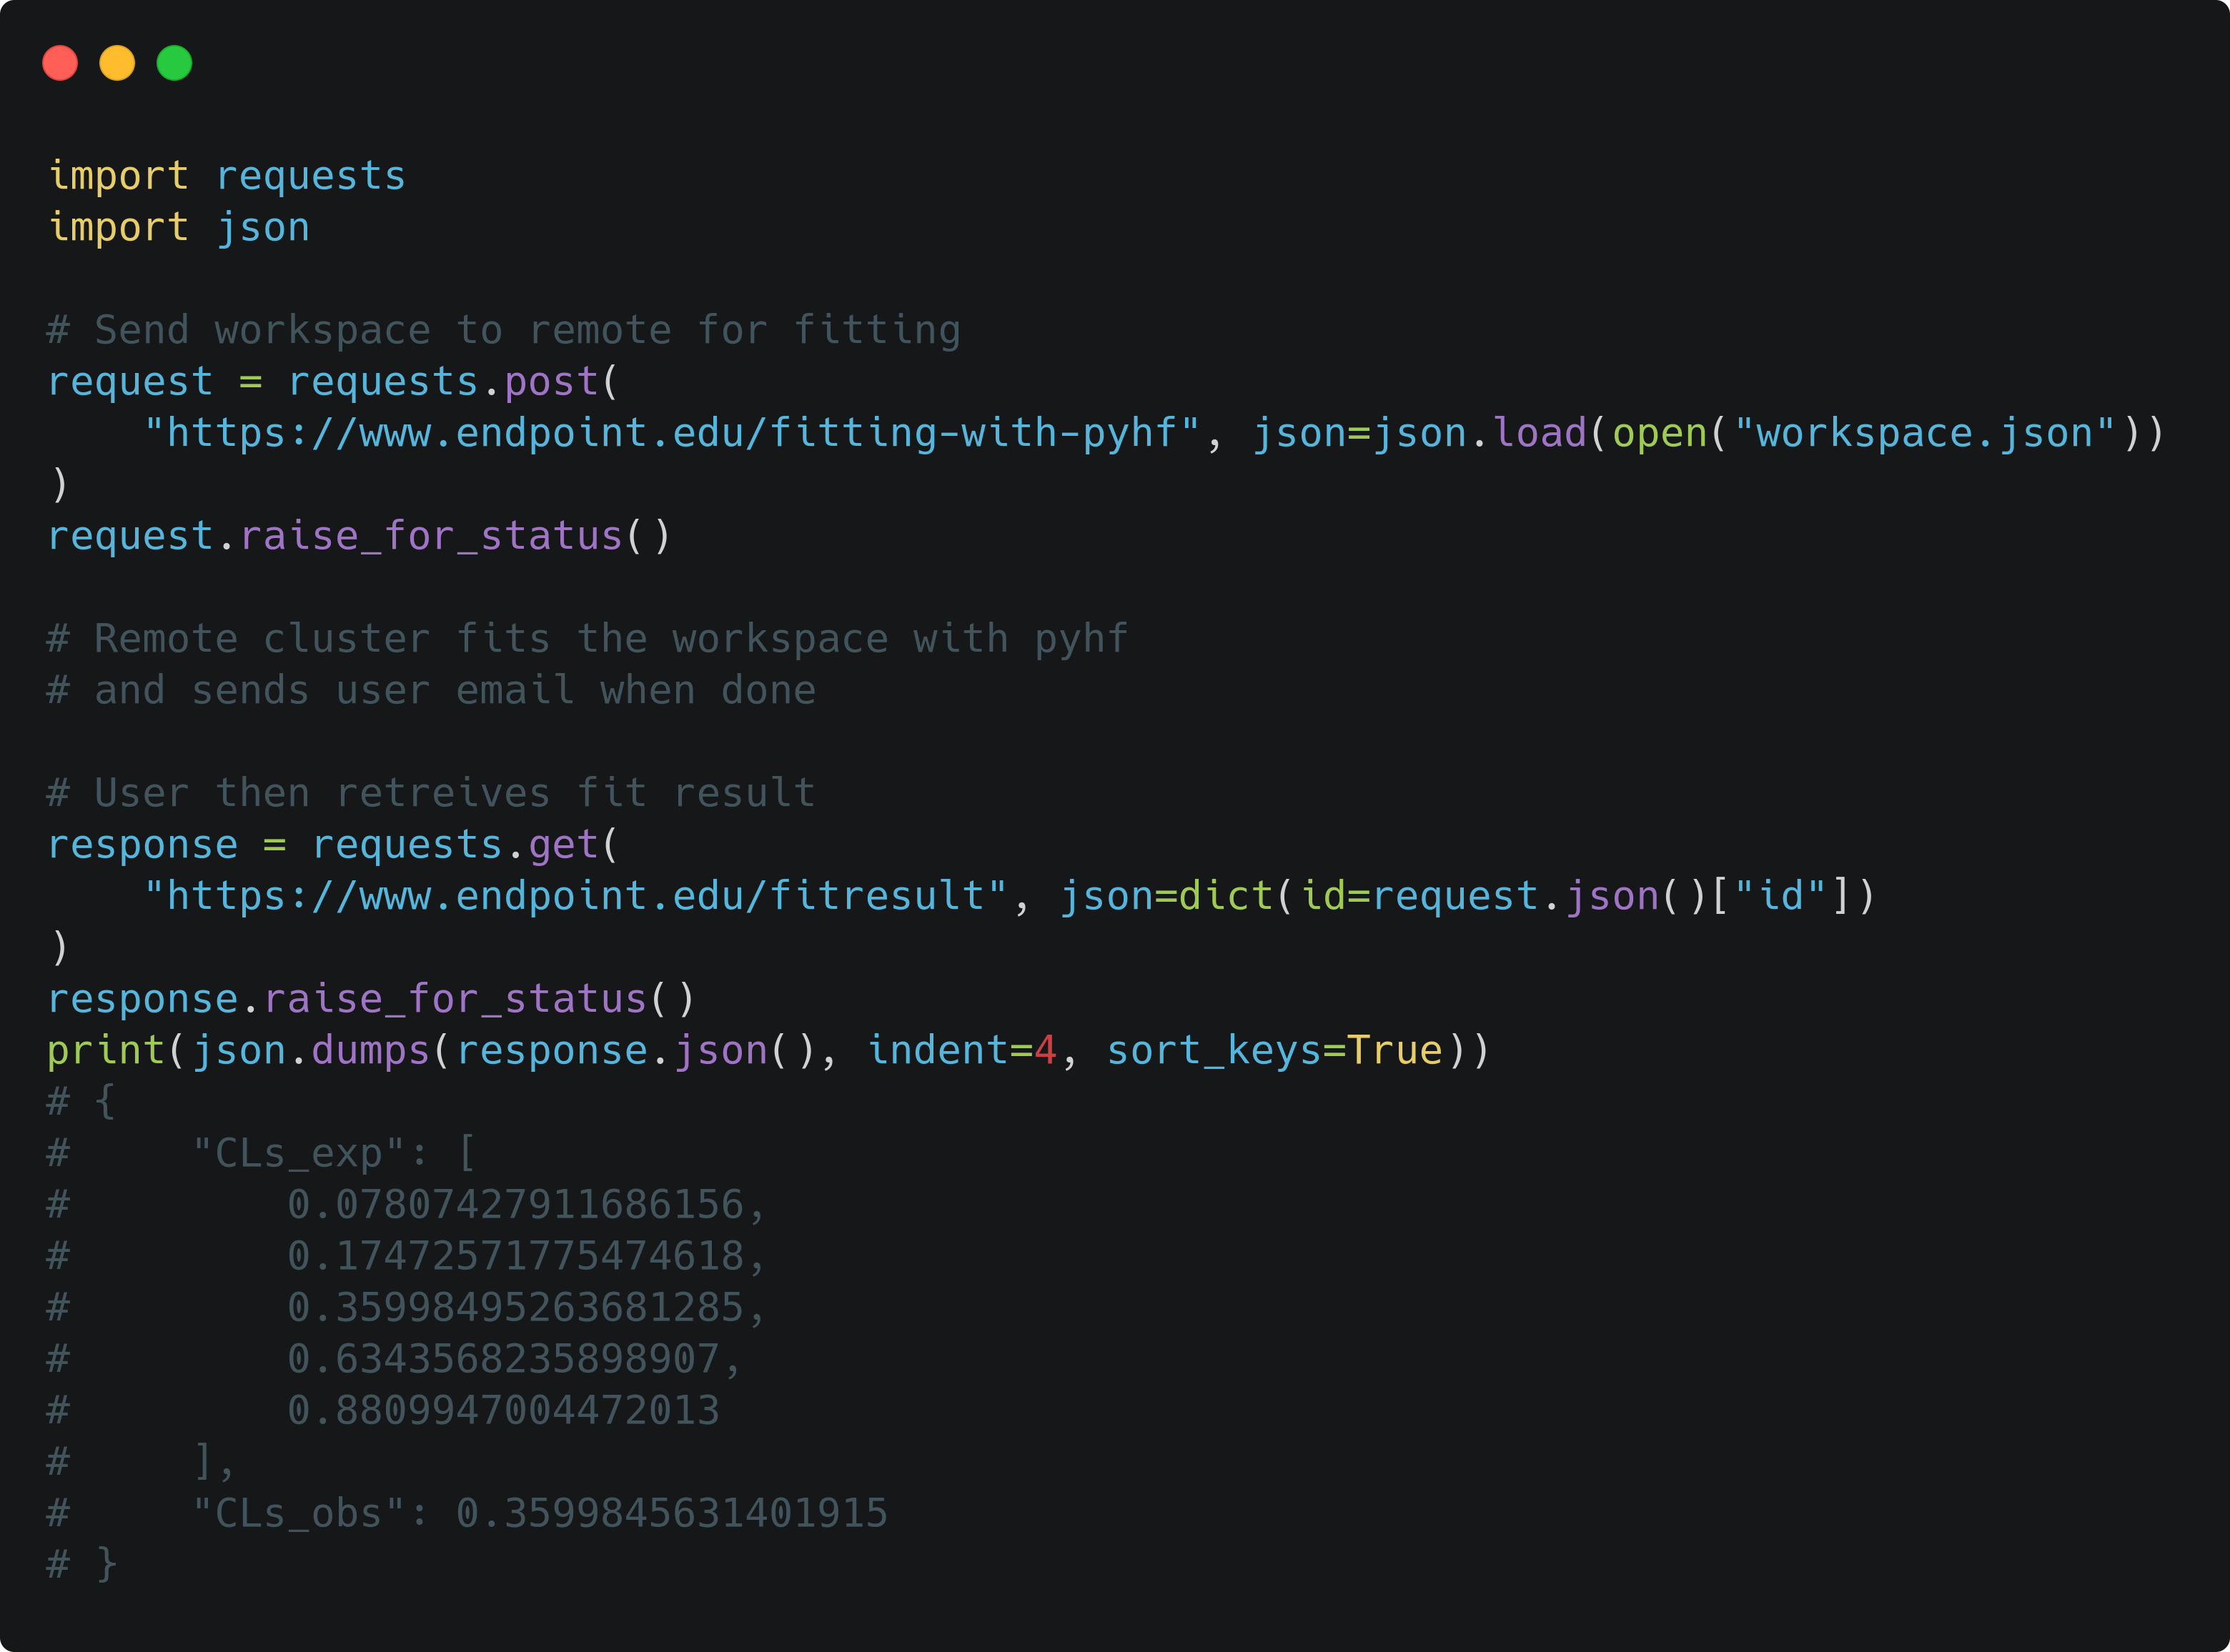 import requests
import json

# Send workspace to remote for fitting
request = requests.post(
    "https://www.endpoint.edu/fitting-with-pyhf", json=json.load(open("workspace.json"))
)
request.raise_for_status()

# Remote cluster fits the workspace with pyhf
# and sends user email when done

# User then retreives fit result
response = requests.get(
    "https://www.endpoint.edu/fitresult", json=dict(id=request.json()["id"])
)
response.raise_for_status()
print(json.dumps(response.json(), indent=4, sort_keys=True))
# {
#     "CLs_exp": [
#         0.07807427911686156,
#         0.17472571775474618,
#         0.35998495263681285,
#         0.6343568235898907,
#         0.8809947004472013
#     ],
#     "CLs_obs": 0.3599845631401915
# }